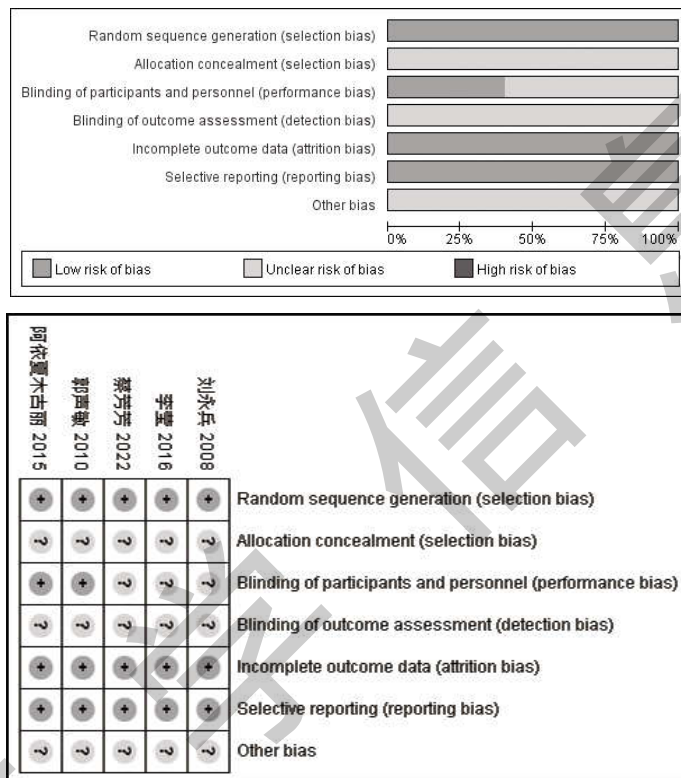 Random sequence generation (selection bias)
Allocation concealment (selection bias)
Blinding of participants and personnel (performance bias)
Blinding of outcome assessment (detection bias)
Incomplete outcome data (attrition bias)
Selective reporting (reporting bias)
Other bias
0% 25% 50% 75% 100%
Low risk of bias Unclear risk of bias High risk of bias
阿依夏木古丽 2015
郭声敏 2010
蔡芳芳 2022
李莹 2016
刘永兵 2008
+ + + + + Random sequence generation (selection bias)
? ? ? ? ? Allocation concealment (selection bias)
+ + ? ? ? Blinding of participants and personnel (performance bias)
? ? ? ? ? Blinding of outcome assessment (detection bias)
+ + + + + Incomplete outcome data (attrition bias)
+ + + + + Selective reporting (reporting bias)
? ? ? ? ? Other bias
学 信